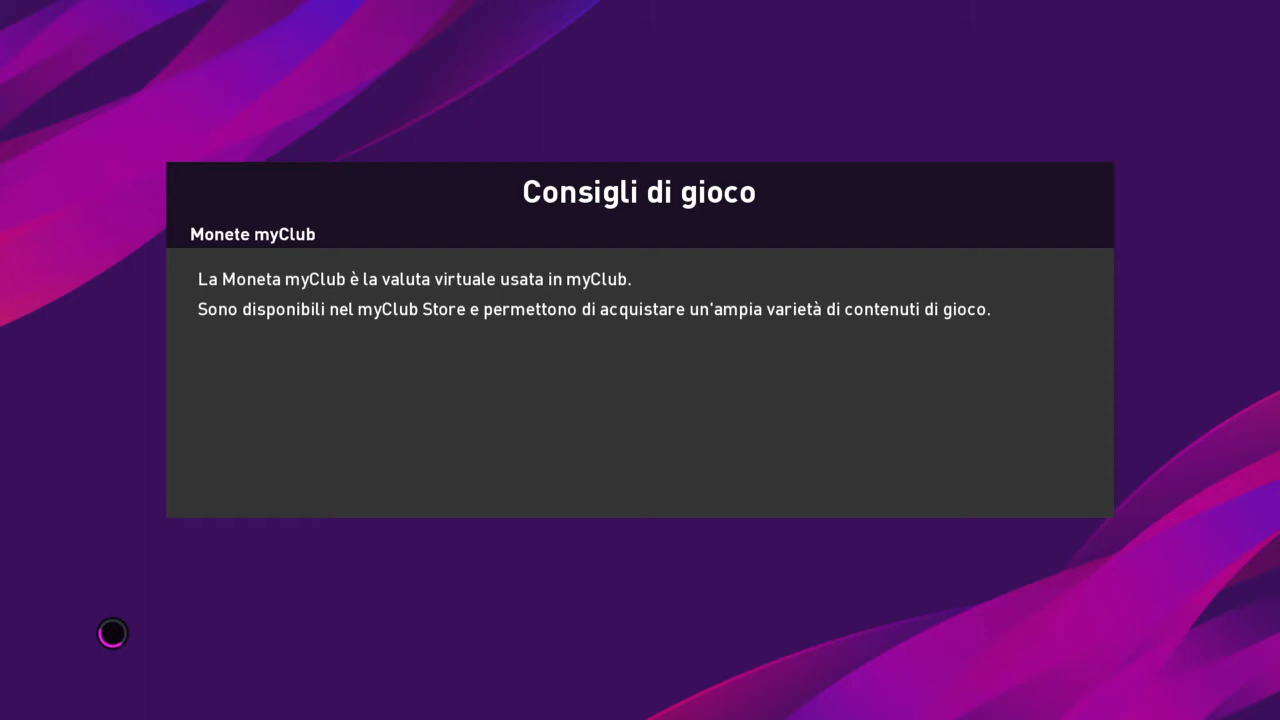 Consigli di gioco
Monete myClub
La Moneta myClub è la valuta virtuale usata in myClub.
Sono disponibili nel myClub Store e permettono di acquistare un'ampia varietà di contenuti di gioco.